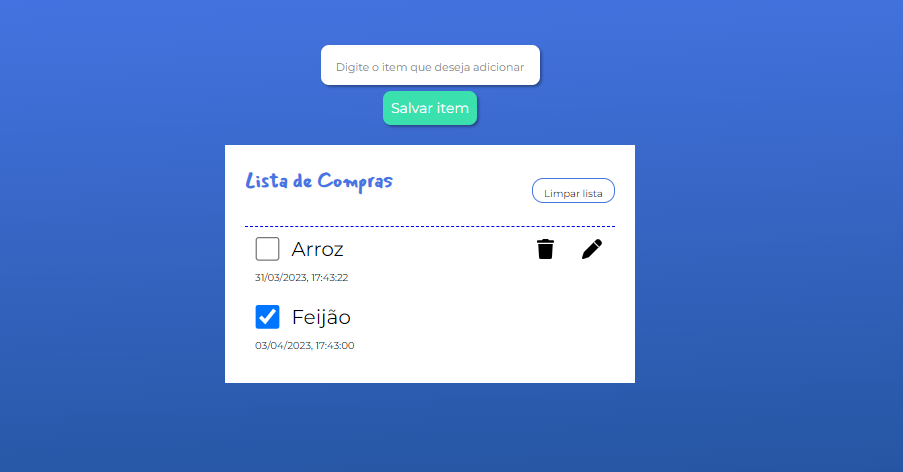 Digite o item que deseja adicionar
Salvar item
Lista de Compras
Limpar lista
Arroz
31/03/2023, 17:43:22
Feijão
03/04/2023, 17:43:00